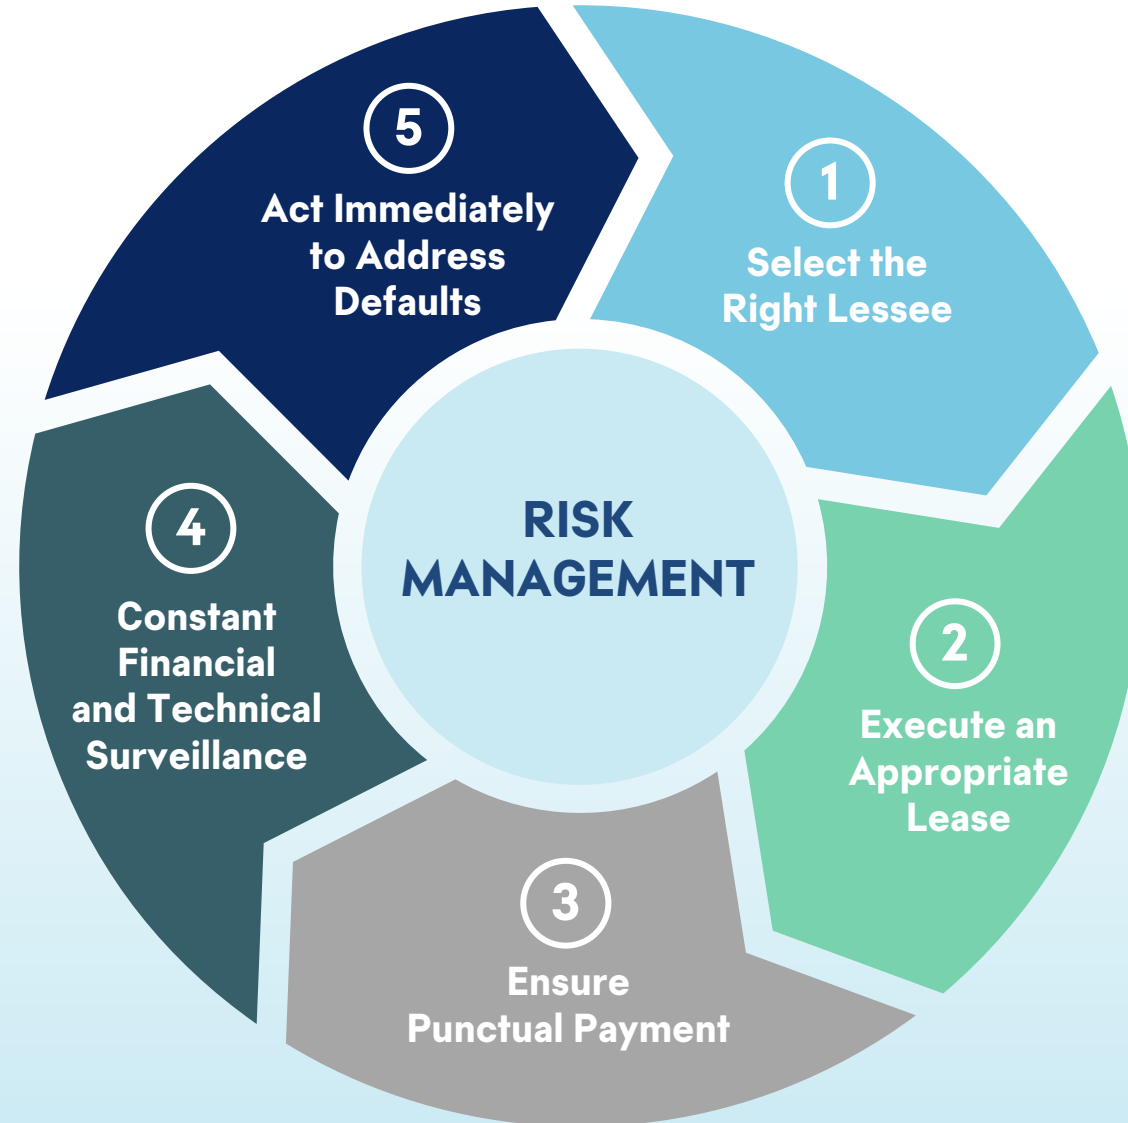 RISK
MANAGEMENT
1
Select the
Right Lessee
2
Execute an
Appropriate
Lease
3
Ensure
Punctual Payment
4
Constant
Financial
and Technical
Surveillance
5
Act Immediately
to Address
Defaults